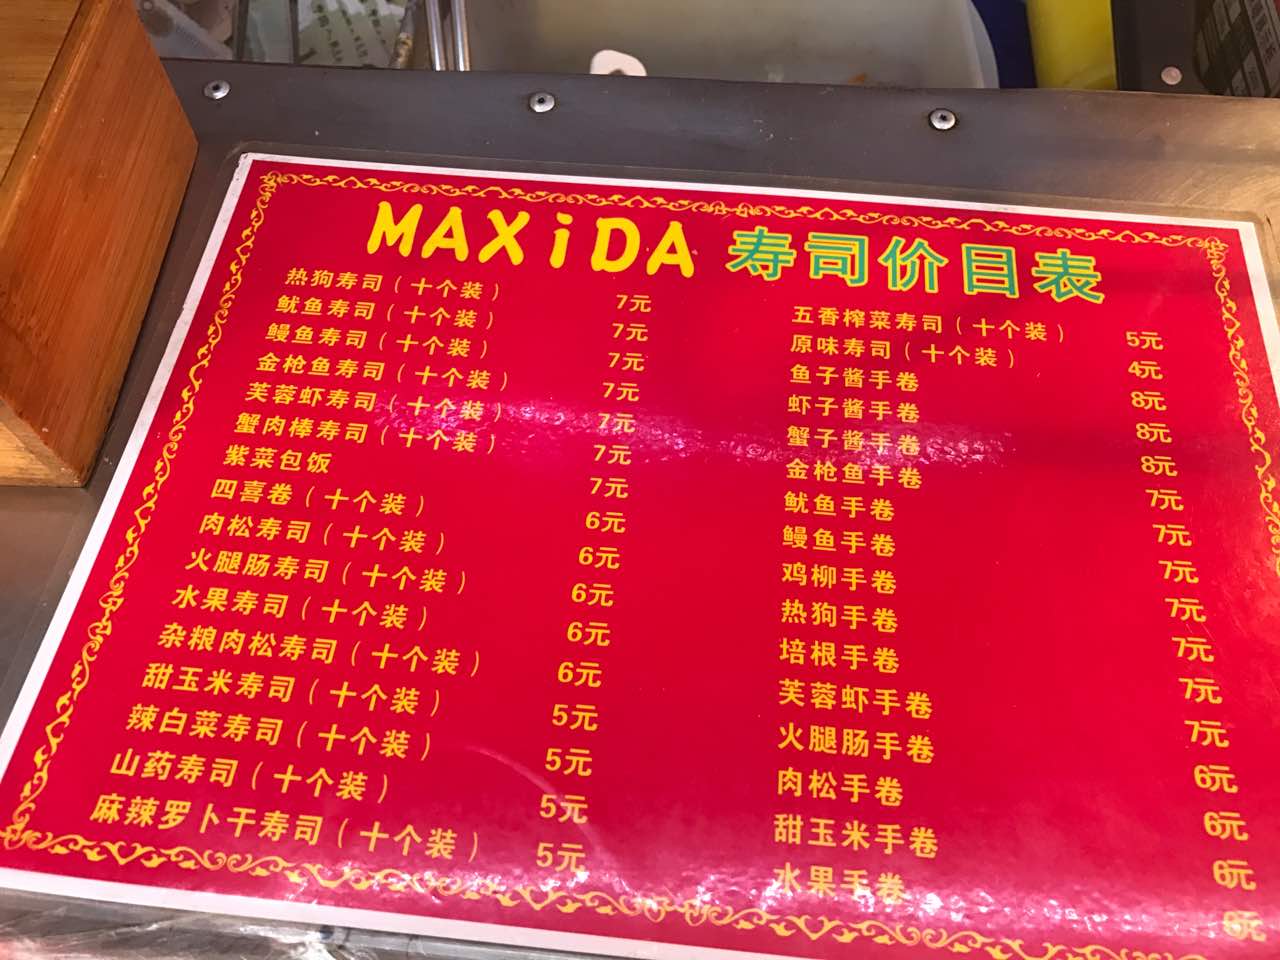 MAXiDA 寿司价目表
热狗寿司（十个装） 7元
鱿鱼寿司（十个装） 7元
鳗鱼寿司（十个装） 7元
金枪鱼寿司（十个装） 7元
芙蓉虾寿司（十个装） 7元
蟹肉棒寿司（十个装） 7元
紫菜包饭 7元
四喜卷（十个装） 6元
肉松寿司（十个装） 6元
火腿肠寿司（十个装） 6元
水果寿司（十个装） 6元
杂粮肉松寿司（十个装） 6元
甜玉米寿司（十个装） 5元
辣白菜寿司（十个装） 5元
山药寿司（十个装） 5元
麻辣罗卜干寿司（十个装） 5元
五香榨菜寿司（十个装） 5元
原味寿司（十个装） 4元
鱼子酱手卷 8元
虾子酱手卷 8元
蟹子酱手卷 8元
金枪鱼手卷 7元
鱿鱼手卷 7元
鳗鱼手卷 7元
鸡柳手卷 7元
热狗手卷 7元
培根手卷 7元
芙蓉虾手卷 7元
火腿肠手卷 6元
肉松手卷 6元
甜玉米手卷 6元
水果手卷 6元